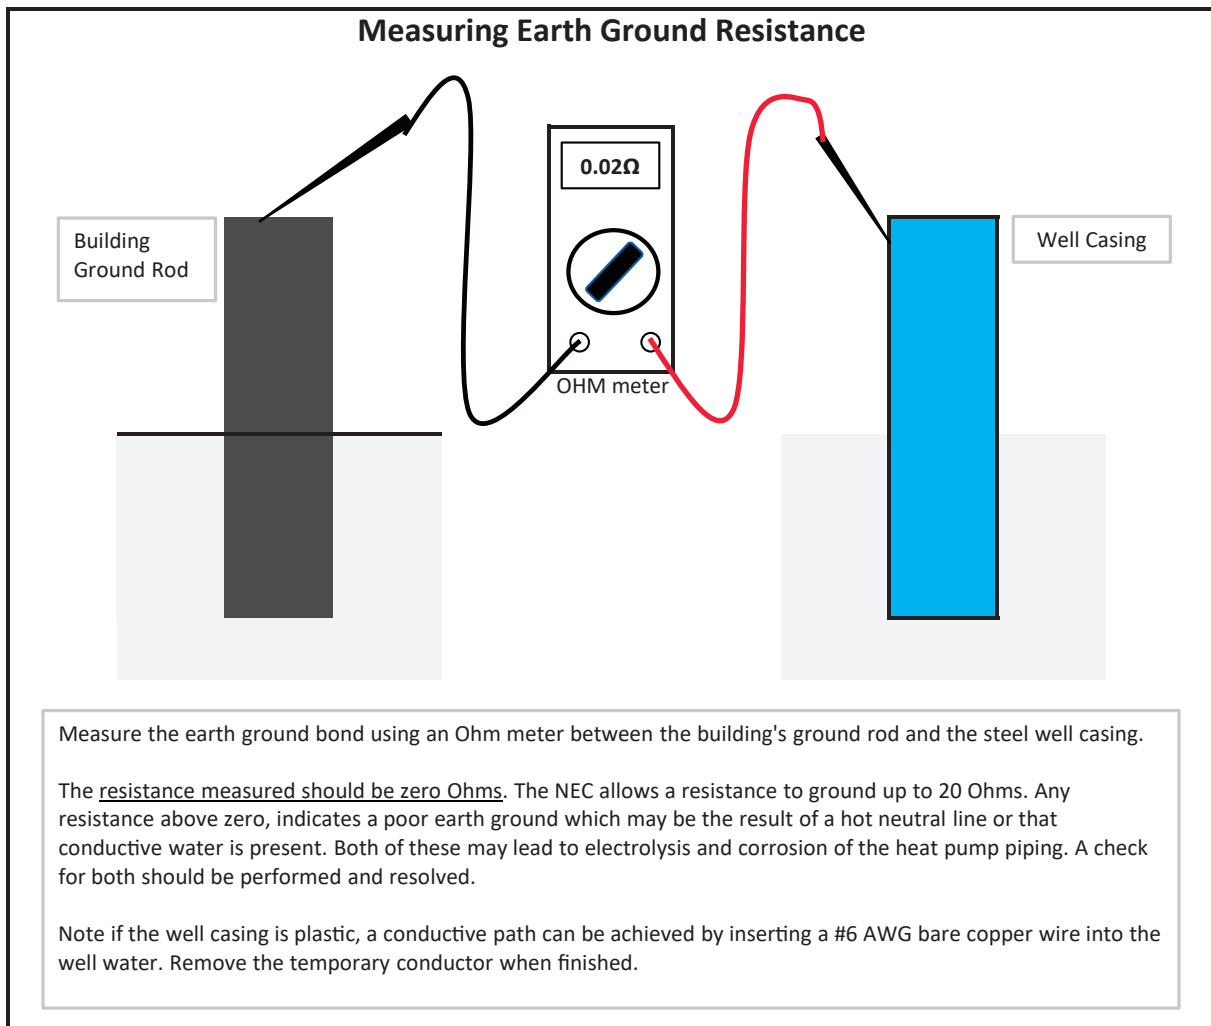 Measuring Earth Ground Resistance
0.02Ω
Building
Ground Rod
Well Casing
OHM meter
Measure the earth ground bond using an Ohm meter between the building's ground rod and the steel well casing.
The resistance measured should be zero Ohms. The NEC allows a resistance to ground up to 20 Ohms. Any
resistance above zero, indicates a poor earth ground which may be the result of a hot neutral line or that
conductive water is present. Both of these may lead to electrolysis and corrosion of the heat pump piping. A check
for both should be performed and resolved.
Note if the well casing is plastic, a conductive path can be achieved by inserting a #6 AWG bare copper wire into the
well water. Remove the temporary conductor when finished.